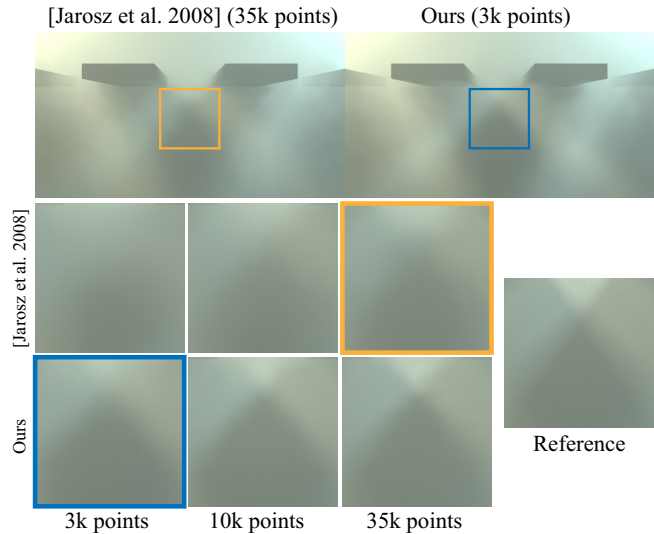 [Jarosz et al. 2008] (35k points)
Ours (3k points)
[Jarosz et al. 2008]
Ours
Reference
3k points
10k points
35k points